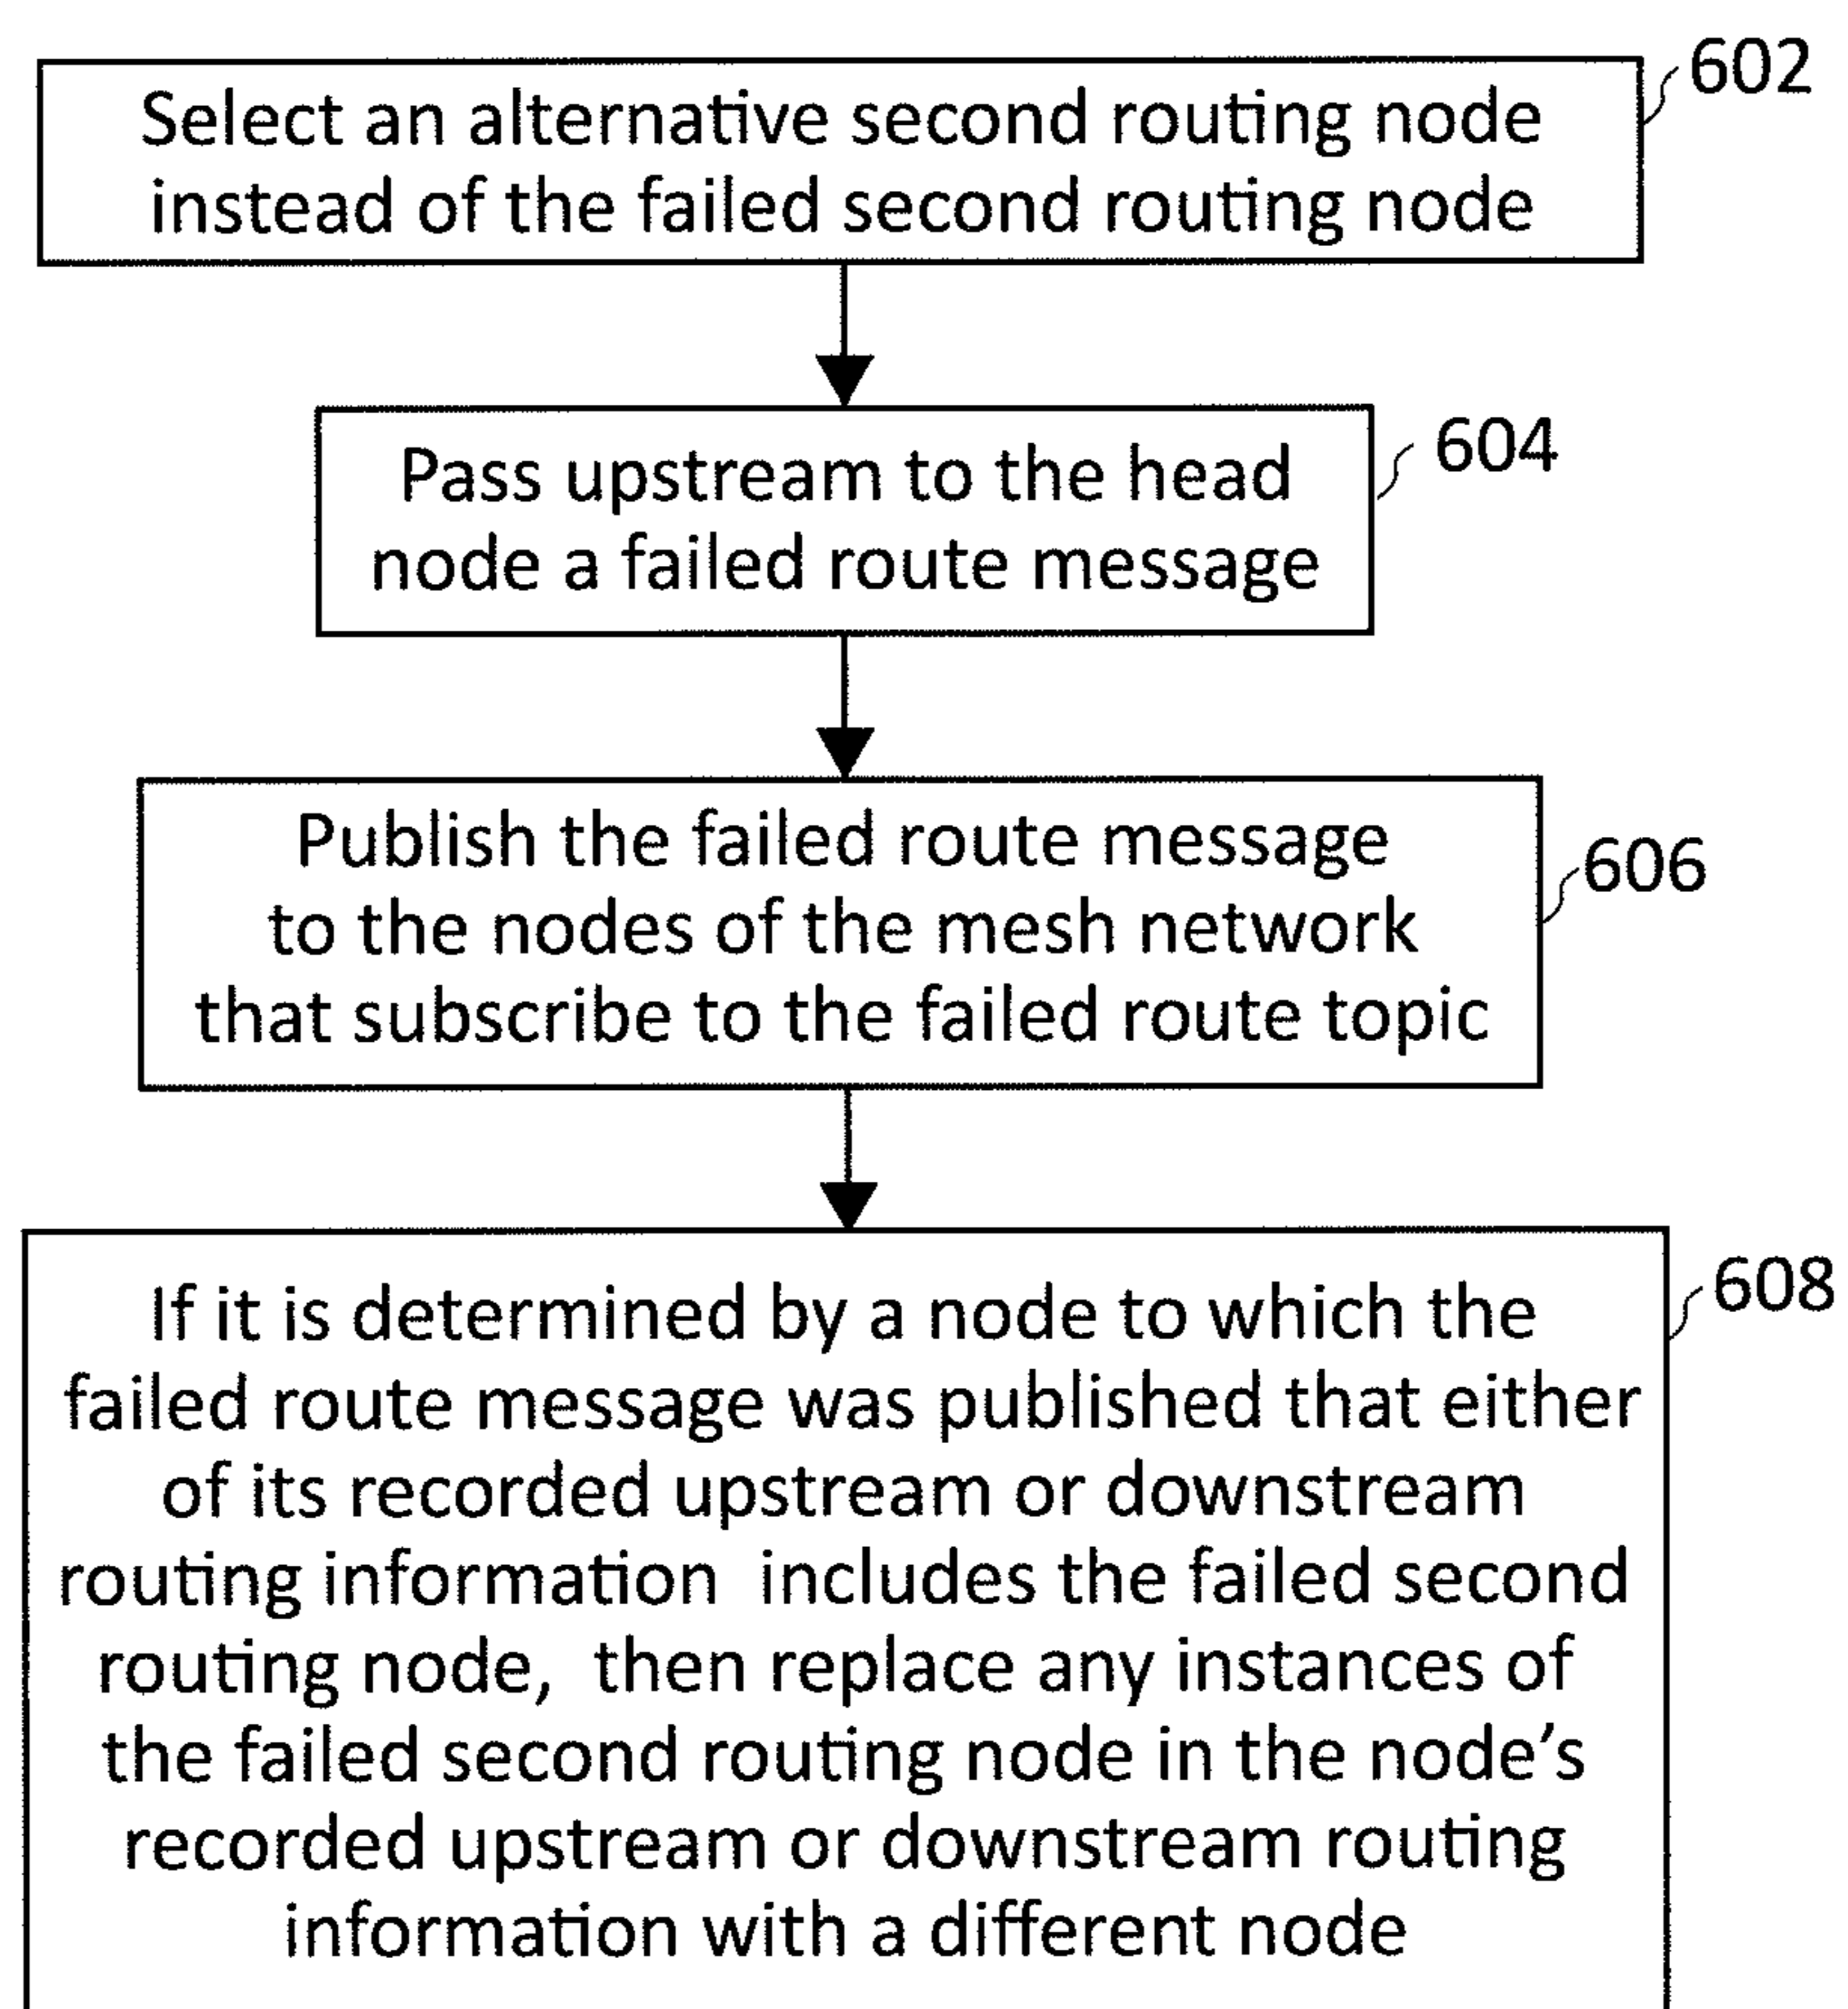 602
Select an alternative second routing node
instead of the failed second routing node
604
Pass upstream to the head
node a failed route message
606
Publish the failed route message
to the nodes of the mesh network
that subscribe to the failed route topic
608
If it is determined by a node to which the
failed route message was published that either
of its recorded upstream or downstream
routing information includes the failed second
routing node, then replace any instances of
the failed second routing node in the node’s
recorded upstream or downstream routing
information with a different node